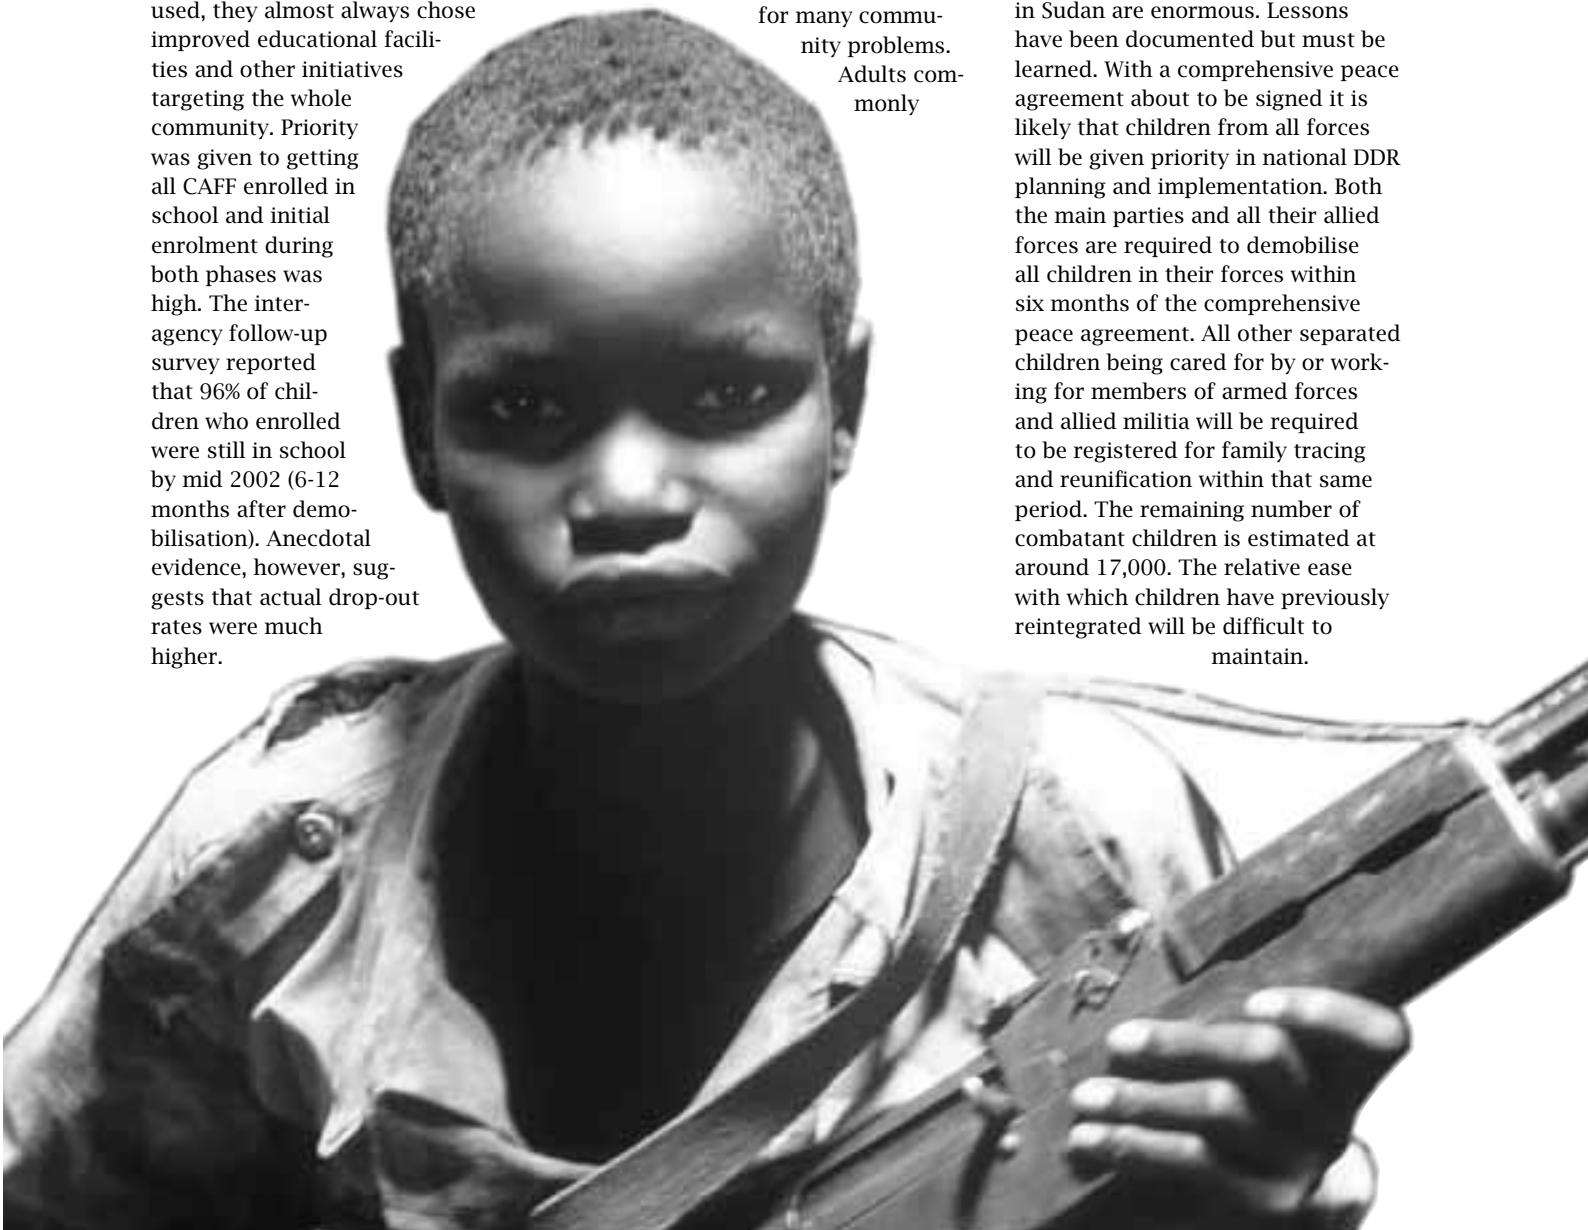 used, they almost always chose
improved educational facili-
ties and other initiatives
targeting the whole
community. Priority
was given to getting
all CAFF enrolled in
school and initial
enrolment during
both phases was
high. The inter-
agency follow-up
survey reported
that 96% of chil-
dren who enrolled
were still in school
by mid 2002 (6-12
months after demo-
bilisation). Anecdotal
evidence, however, sug-
gests that actual drop-out
rates were much
higher.
for many commu-
nity problems.
Adults com-
monly
in Sudan are enormous. Lessons
have been documented but must be
learned. With a comprehensive peace
agreement about to be signed it is
likely that children from all forces
will be given priority in national DDR
planning and implementation. Both
the main parties and all their allied
forces are required to demobilise
all children in their forces within
six months of the comprehensive
peace agreement. All other separated
children being cared for by or work-
ing for members of armed forces
and allied militia will be required
to be registered for family tracing
and reunification within that same
period. The remaining number of
combatant children is estimated at
around 17,000. The relative ease
with which children have previously
reintegrated will be difficult to
maintain.